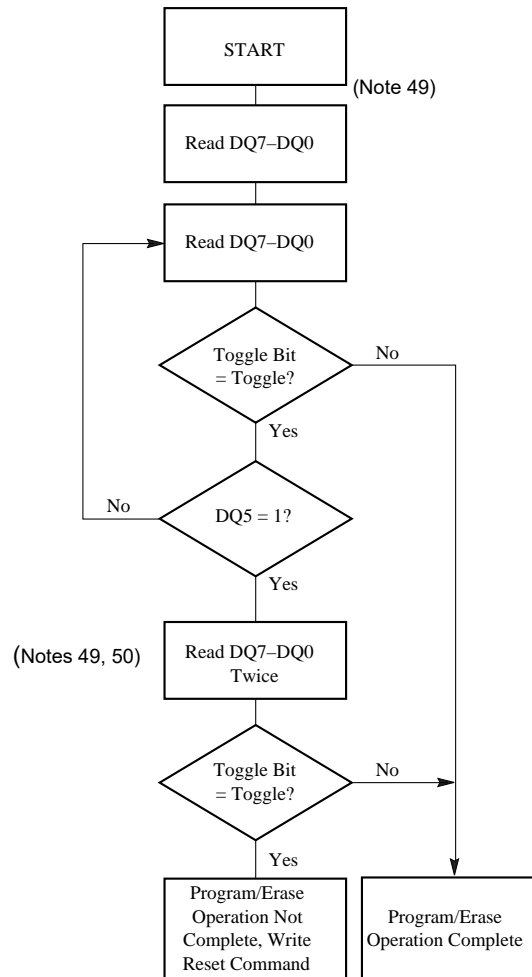 START
(Note 49)
Read DQ7–DQ0
Read DQ7–DQ0
Toggle Bit
= Toggle?
No
Yes
No
DQ5 = 1?
Yes
(Notes 49, 50)
Read DQ7–DQ0
Twice
Toggle Bit
= Toggle?
No
Yes
Program/Erase
Operation Not
Complete, Write
Reset Command
Program/Erase
Operation Complete